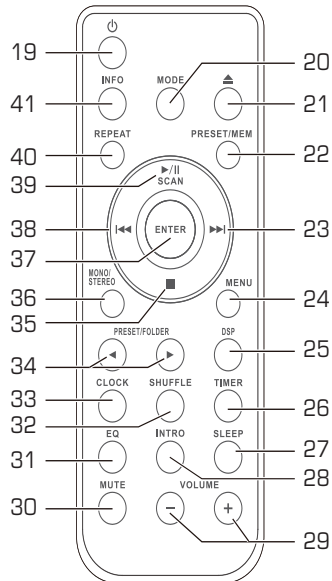 19
20
INFO
MODE
41
21
REPEAT
PRESET/MEM
40
22
39
SCAN
38
ENTER
23
37
MONO/
STEREO
36
MENU
24
35
PRESET/FOLDER
DSP
34
25
CLOCK
SHUFFLE
TIMER
33
26
32
EQ
INTRO
SLEEP
27
31
28
MUTE
VOLUME
30
− +
29